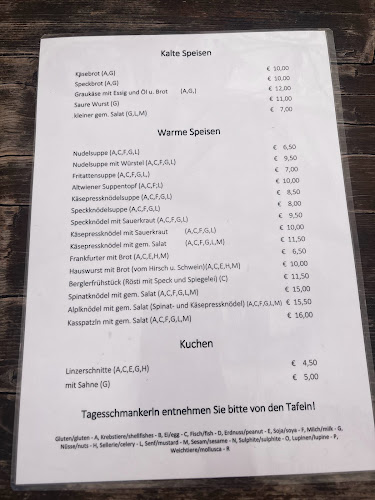 Kalte Speisen
Käsebrot (A,G) € 10,00
Speckbrot (A,G) € 10,00
Graukäse mit Essig und Öl u. Brot (A,G,) € 12,00
Saure Wurst (G) € 11,00
kleiner gem. Salat (G,L,M) € 7,00
Warme Speisen
Nudelsuppe (A,C,F,G,L) € 6,50
Nudelsuppe mit Würstel (A,C,F,G,L) € 9,50
Fritattensuppe (A,C,F,G,L,) € 7,00
Altwiener Suppentopf (A,C,F,L) € 10,00
Käsepressknödelsuppe (A,C,F,G,L) € 8,50
Speckknödelsuppe (A,C,F,G,L) € 8,00
Speckknödel mit Sauerkraut (A,C,F,G,L) € 9,50
Käsepressknödel mit Sauerkraut (A,C,F,G,L) € 10,00
Käsepressknödel mit gem. Salat (A,C,F,G,L,M) € 11,50
Frankfurter mit Brot (A,C,E,H,M) € 6,50
Hauswurst mit Brot (vom Hirsch u. Schwein)(A,C,E,H,M) € 10,00
Berglerfrühstück (Rösti mit Speck und Spiegelei) (C) € 11,50
Spinatknödel mit gem. Salat (A,C,F,G,L,M) € 15,00
Alplknödel mit gem. Salat (Spinat- und Käsepressknödel) (A,C,F,G,L,M) € 15,50
Kasspatzln mit gem. Salat (A,C,F,G,L,M) € 16,00
Kuchen
Linzerschnitte (A,C,E,G,H) € 4,50
mit Sahne (G) € 5,00
Tagesschmankerln entnehmen Sie bitte von den Tafeln!
Gluten/gluten - A, Krebstiere/shellfishes - B, Ei/egg - C, Fisch/fish - D, Erdnuss/peanut - E, Soja/soya - F, Milch/milk - G,
Nüsse/nuts - H, Sellerie/celery - L, Senf/mustard - M, Sesam/sesame - N, Sulphite/sulphite - O, Lupinen/lupine - P,
Weichtiere/mollusca - R